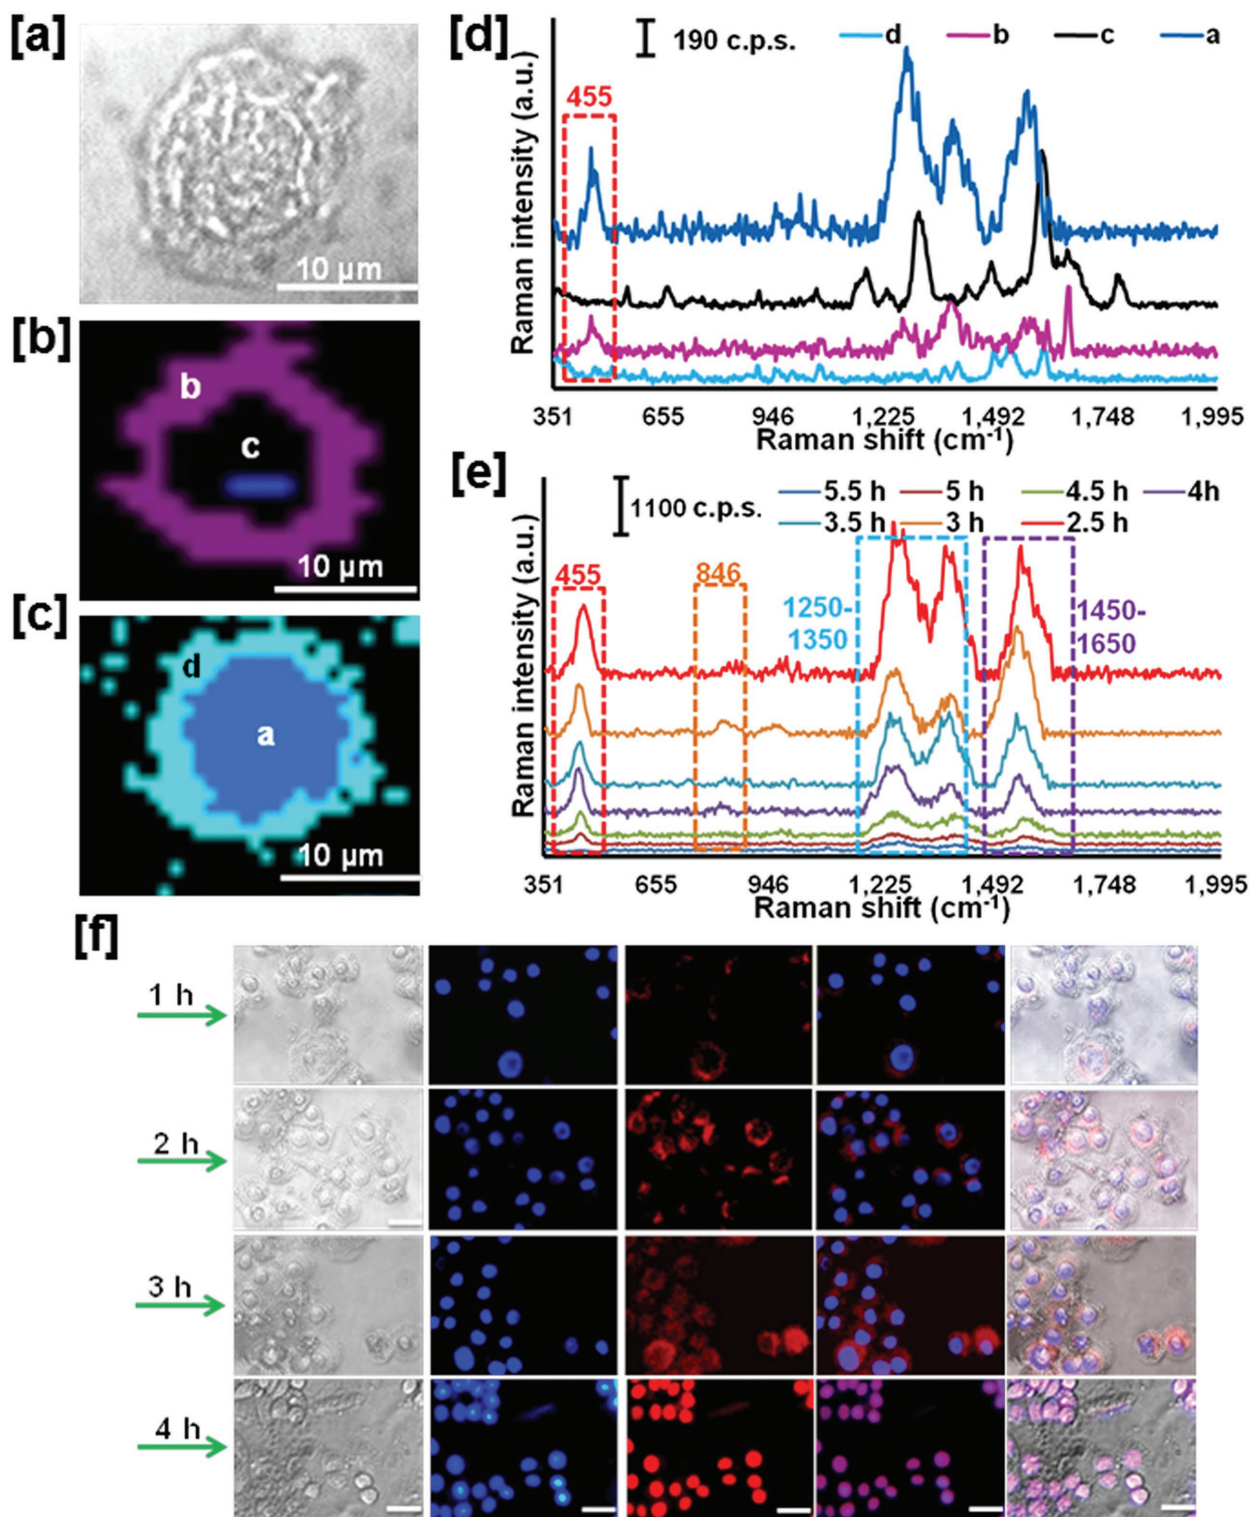 [a]
10 µm
[b]
b
c
10 µm
[c]
d
a
10 µm
[d]
190 c.p.s.
d b c a
455
Raman intensity (a.u.)
351 655 946 1,225 1,492 1,748 1,995
Raman shift (cm-1)
[e]
1100 c.p.s.
5.5 h 5 h 4.5 h 4h
3.5 h 3 h 2.5 h
455
846
1250-
1350
1450-
1650
Raman intensity (a.u.)
351 655 946 1,225 1,492 1,748 1,995
Raman shift (cm-1)
[f]
1 h
2 h
3 h
4 h